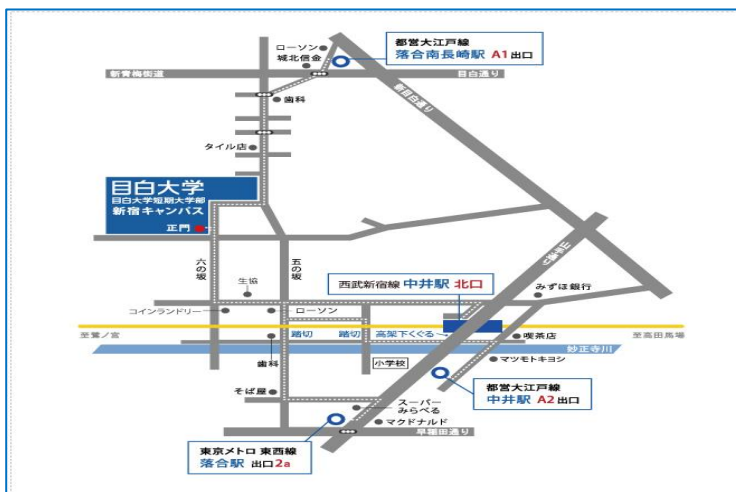 ローソン
城北信金
都営大江戸線
落合南長崎駅 A1 出口
新青梅街道
目白通り
歯科
新目白通り
タイル店
目白大学
目白大学短期大学部
新宿キャンパス
正門
六の坂
五の坂
山手通り
生協
西武新宿線 中井駅 北口
みずほ銀行
コインランドリー
ローソン
至鷺ノ宮
踏切
踏切
高架下くぐる
喫茶店
至高田馬場
妙正寺川
歯科
小学校
マツモトキヨシ
都営大江戸線
中井駅 A2 出口
そば屋
スーパー
みらべる
マクドナルド
早稲田通り
東京メトロ 東西線
落合駅 出口2a